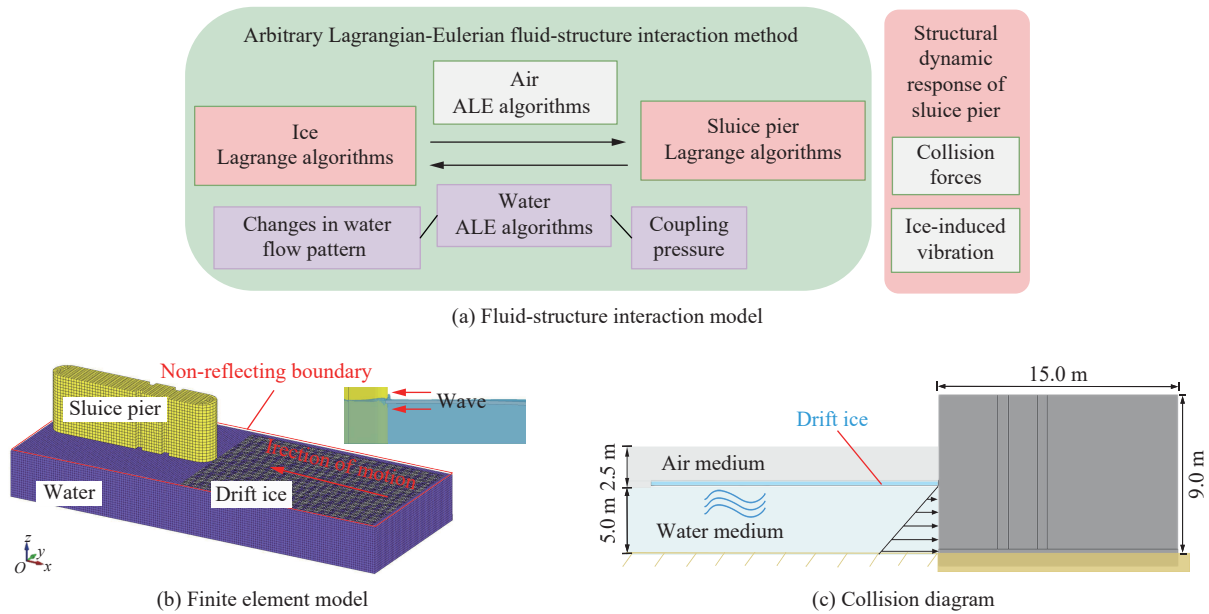 Arbitrary Lagrangian-Eulerian fluid-structure interaction method
Air
ALE algorithms
Ice
Lagrange algorithms
Sluice pier
Lagrange algorithms
Water
ALE algorithms
Changes in water
flow pattern
Coupling
pressure
Structural
dynamic
response of
sluice pier
Collision
forces
Ice-induced
vibration
(a) Fluid-structure interaction model
Non-reflecting boundary
Sluice pier
Wave
irection of motion
Water
Drift ice
z
y
O
x
(b) Finite element model
15.0 m
Drift ice
Air medium
2.5 m
Water medium
5.0 m
9.0 m
(c) Collision diagram